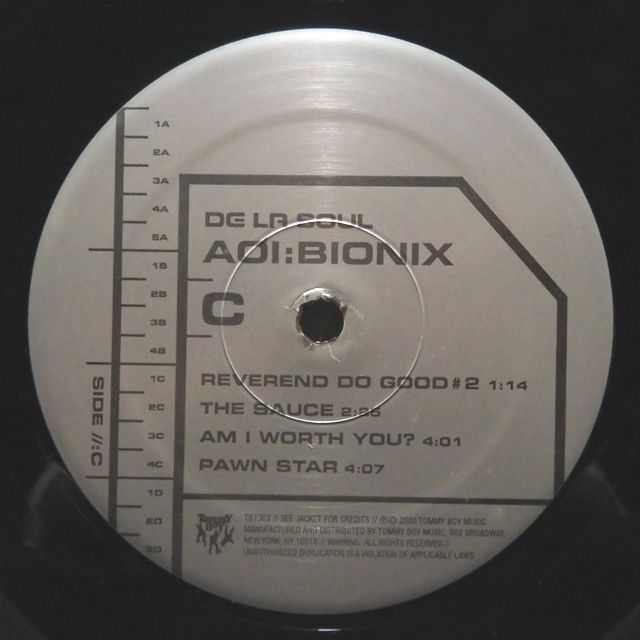 1A
2A
3A
4A
5A
1B
2B
3B
4B
1C
2C
3C
4C
1D
2D
3D
SIDE //:C
DE LA SOUL
AOI:BIONIX
C
REVEREND DO GOOD #2 1:14
THE SAUCE
AM I WORTH YOU? 4:01
PAWN STAR 4:07
TOMMY BOY
TB1362 // SEE JACKET FOR CREDITS // ℗© 2000 TOMMY BOY MUSIC
MANUFACTURED AND DISTRIBUTED BY TOMMY BOY MUSIC, 902 BROADWAY,
NEW YORK, NY 10010 // WARNING: ALL RIGHTS RESERVED //
UNAUTHORIZED DUPLICATION IS A VIOLATION OF APPLICABLE LAWS